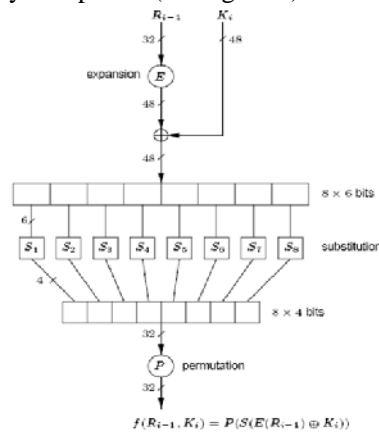 R_{i-1} K_i
32 48
expansion E
48
⊕
48
8 × 6 bits
6
S_1 S_2 S_3 S_4 S_5 S_6 S_7 S_8 substitution
4
8 × 4 bits
32
P permutation
32
f(R_{i-1}, K_i) = P(S(E(R_{i-1}) ⊕ K_i))